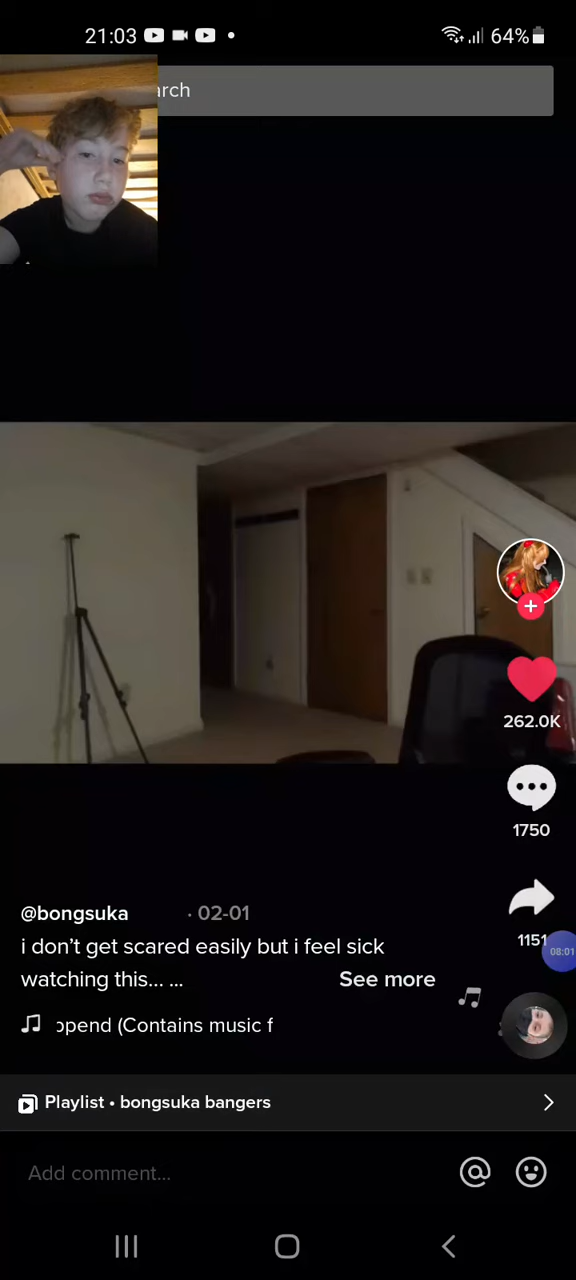 21:03
64%
arch
262.0K
1750
@bongsuka · 02-01
i don’t get scared easily but i feel sick
watching this... ... See more
1151
08:01
opend (Contains music f
Playlist • bongsuka bangers
Add comment...